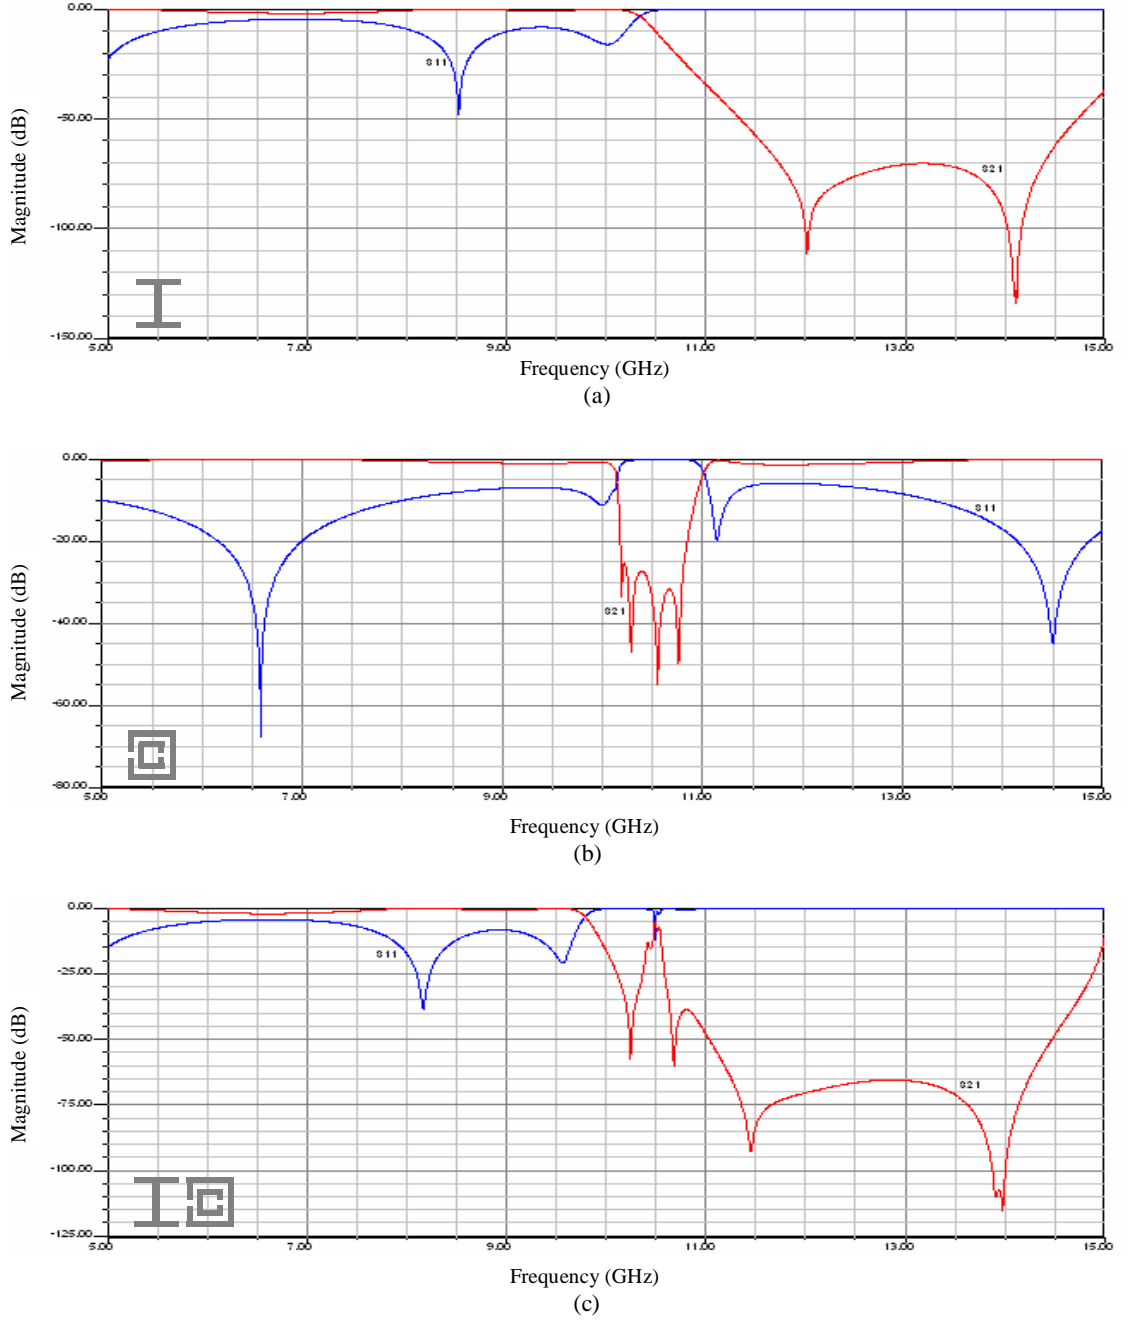 0.00
-50.00
-100.00
-150.00
Magnitude (dB)
S11
S21
5.00 7.00 9.00 11.00 13.00 15.00
Frequency (GHz)
(a)
0.00
-20.00
-40.00
-60.00
-80.00
Magnitude (dB)
S11
S21
5.00 7.00 9.00 11.00 13.00 15.00
Frequency (GHz)
(b)
0.00
-25.00
-50.00
-75.00
-100.00
-125.00
Magnitude (dB)
S11
S21
5.00 7.00 9.00 11.00 13.00 15.00
Frequency (GHz)
(c)